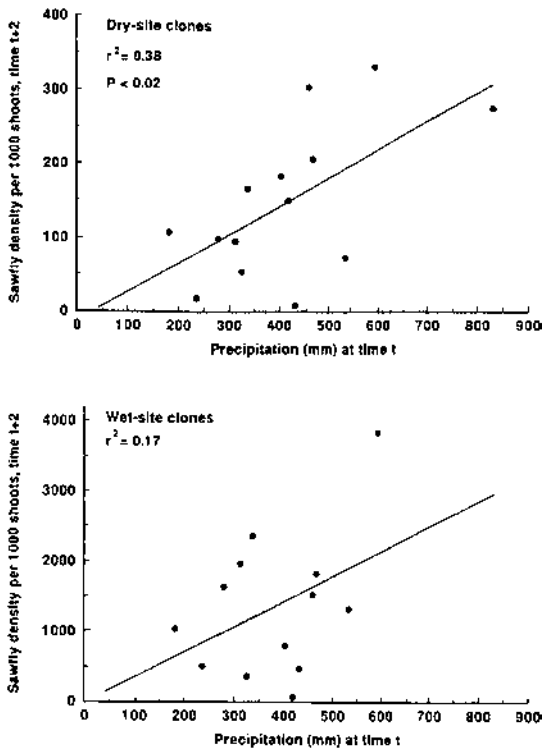 400
Dry-site clones
r²= 0.38
P < 0.02
300
200
100
0
Sawfly density per 1000 shoots, time t+2
0 100 200 300 400 500 600 700 800 900
Precipitation (mm) at time t
4000
Wet-site clones
r²= 0.17
3000
2000
1000
0
Sawfly density per 1000 shoots, time t+2
0 100 200 300 400 500 600 700 800 900
Precipitation (mm) at time t